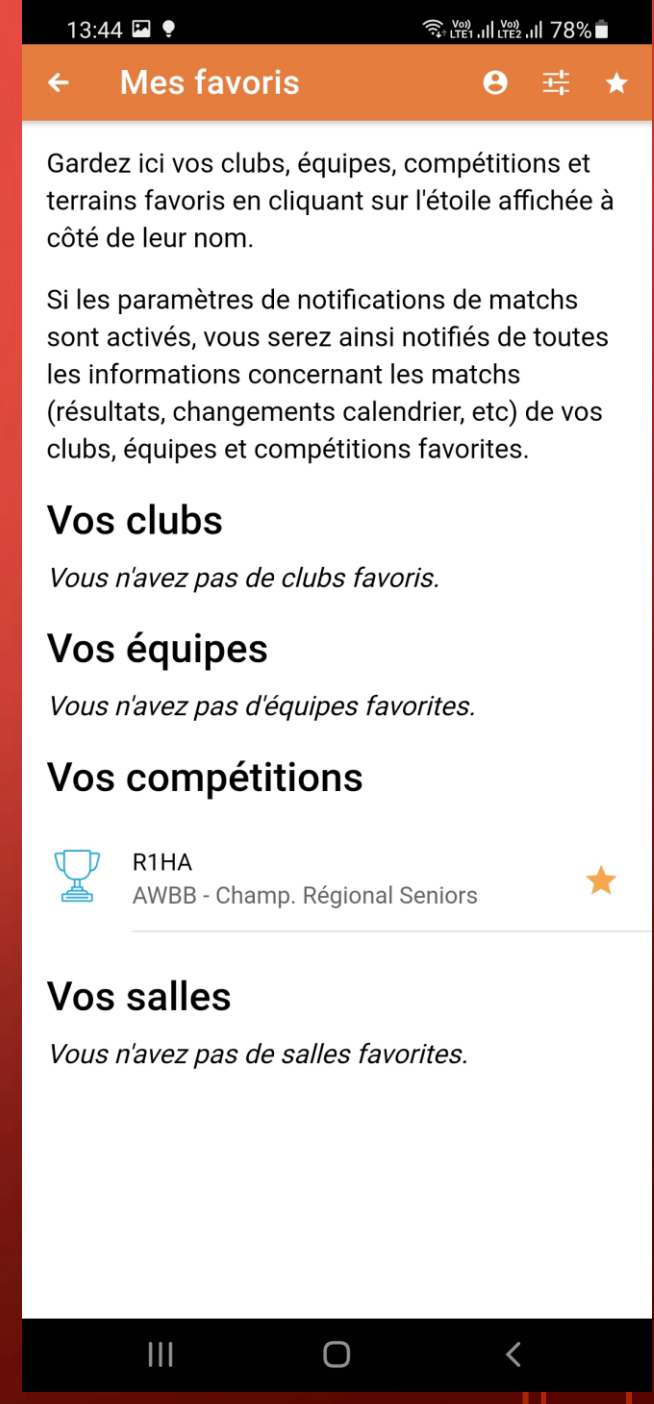 13:44 Vo)) LTE1 Vo)) LTE2 78%
Mes favoris
Gardez ici vos clubs, équipes, compétitions et
terrains favoris en cliquant sur l'étoile affichée à
côté de leur nom.
Si les paramètres de notifications de matchs
sont activés, vous serez ainsi notifiés de toutes
les informations concernant les matchs
(résultats, changements calendrier, etc) de vos
clubs, équipes et compétitions favorites.
Vos clubs
Vous n'avez pas de clubs favoris.
Vos équipes
Vous n'avez pas d'équipes favorites.
Vos compétitions
R1HA
AWBB - Champ. Régional Seniors
Vos salles
Vous n'avez pas de salles favorites.